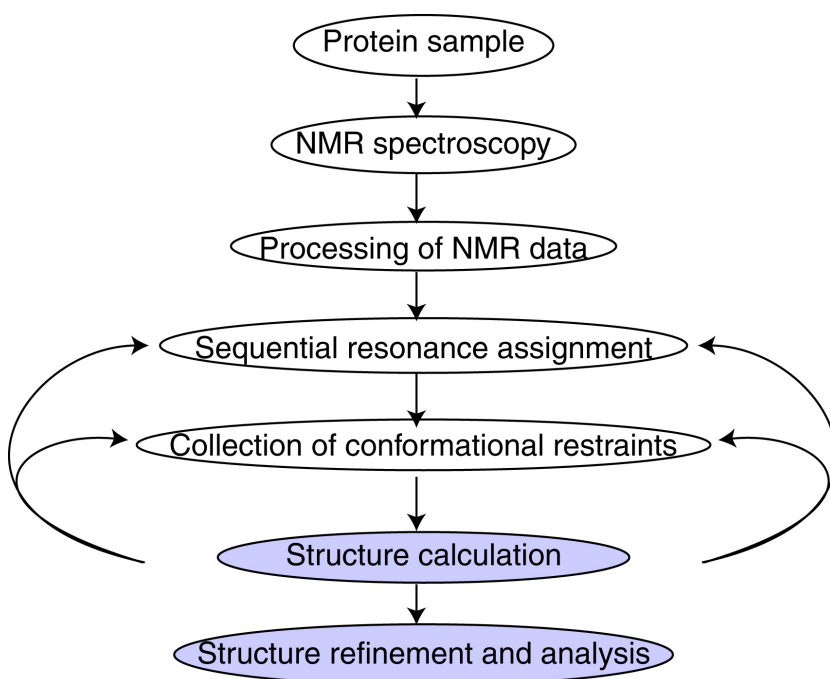 Protein sample
NMR spectroscopy
Processing of NMR data
Sequential resonance assignment
Collection of conformational restraints
Structure calculation
Structure refinement and analysis